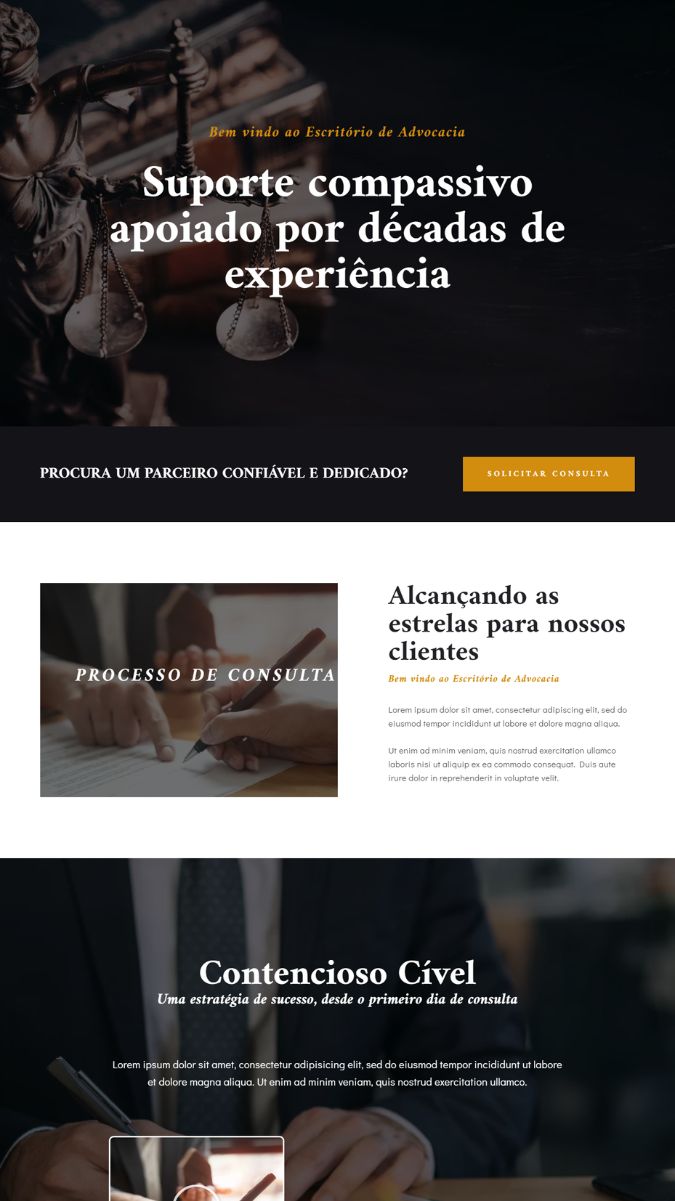 Bem vindo ao Escritório de Advocacia
Suporte compassivo
apoiado por décadas de
experiência
PROCURA UM PARCEIRO CONFIÁVEL E DEDICADO?
SOLICITAR CONSULTA
PROCESSO DE CONSULTA
Alcançando as
estrelas para nossos
clientes
Bem vindo ao Escritório de Advocacia
Lorem ipsum dolor sit amet, consectetur adipiscing elit, sed do
eiusmod tempor incididunt ut labore et dolore magna aliqua.
Ut enim ad minim veniam, quis nostrud exercitation ullamco
laboris nisi ut aliquip ex ea commodo consequat. Duis aute
irure dolor in reprehenderit in voluptate velit.
Contencioso Cível
Uma estratégia de sucesso, desde o primeiro dia de consulta
Lorem ipsum dolor sit amet, consectetur adipisicing elit, sed do eiusmod tempor incididunt ut labore
et dolore magna aliqua. Ut enim ad minim veniam, quis nostrud exercitation ullamco.